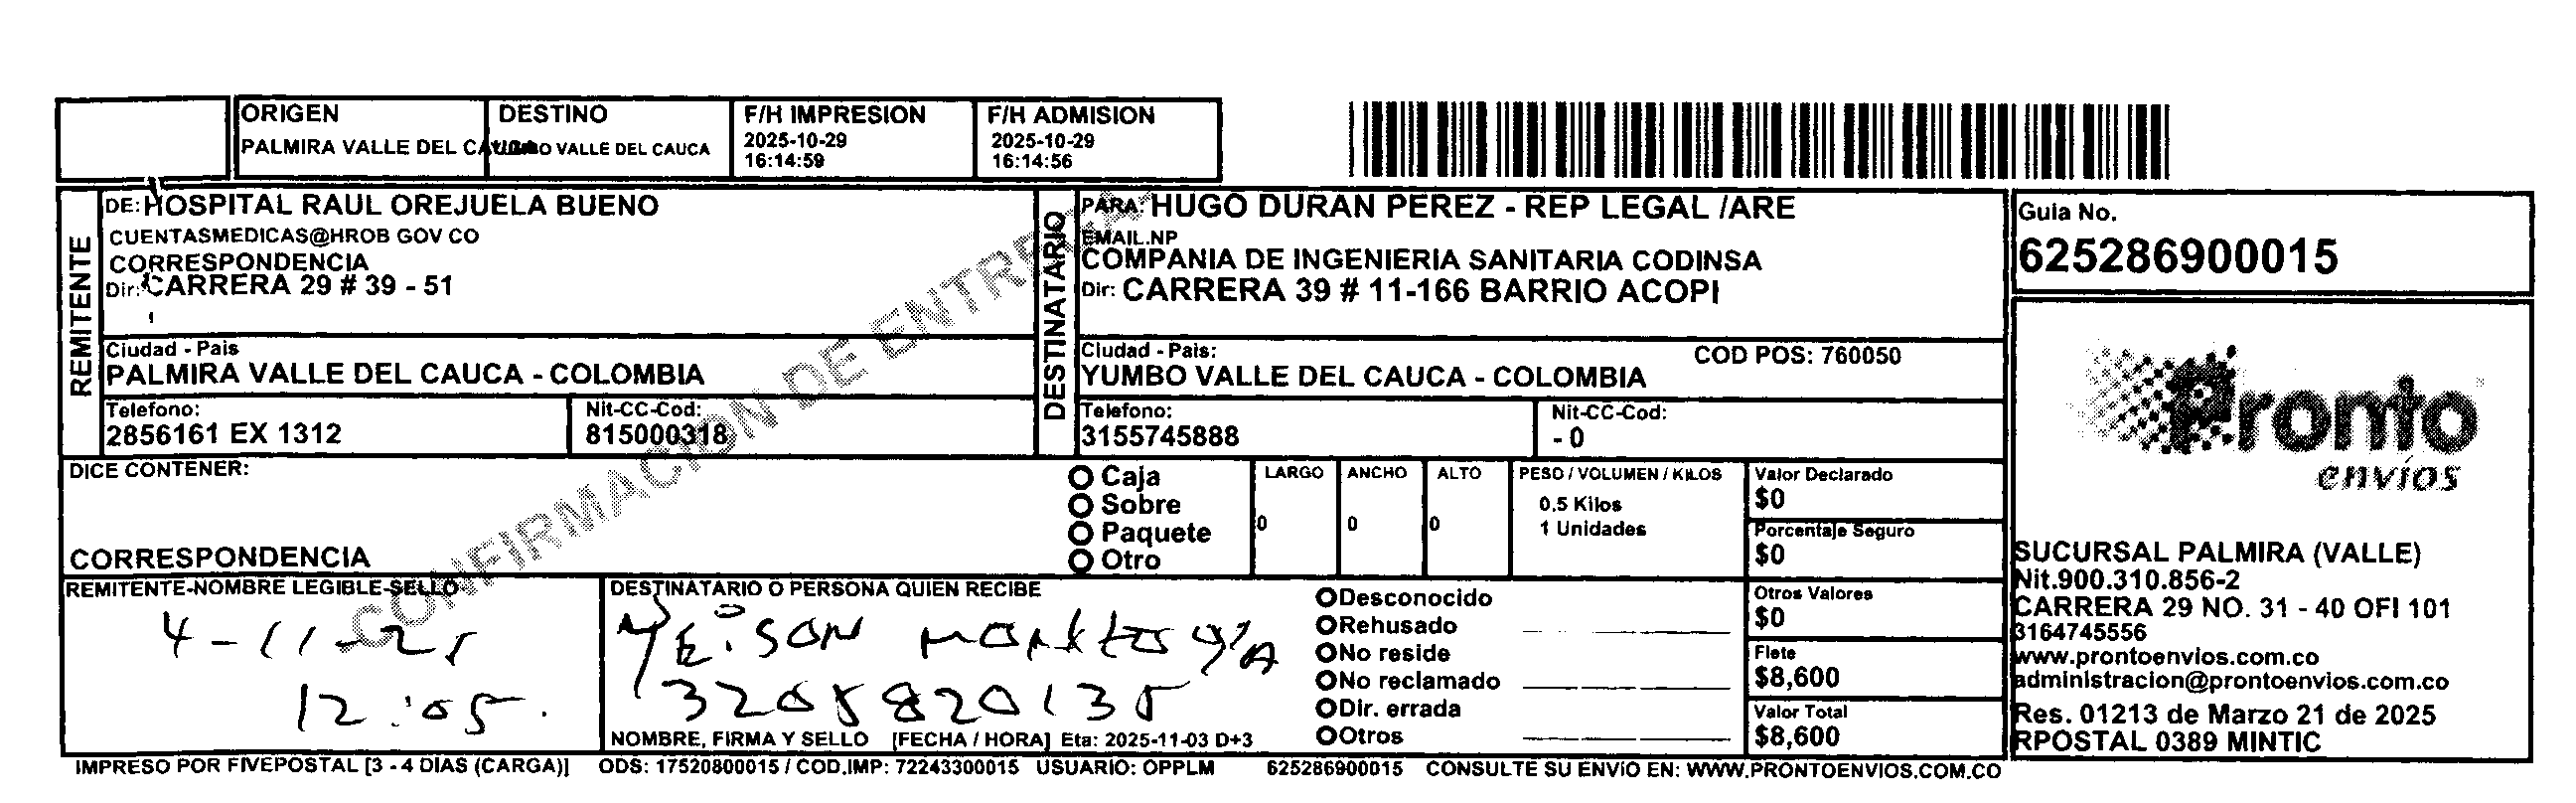 ORIGEN
PALMIRA VALLE DEL
DESTINO
YUMBO VALLE DEL CAUCA
F/H IMPRESION
2025-10-29
16:14:59
F/H ADMISION
2025-10-29
16:14:56
REMITENTE
DE: HOSPITAL RAUL OREJUELA BUENO
CUENTASMEDICAS@HROB GOV CO
CORRESPONDENCIA
Dir: CARRERA 29 # 39 - 51
Ciudad - Pais
PALMIRA VALLE DEL CAUCA - COLOMBIA
Telefono:
2856161 EX 1312
Nit-CC-Cod:
815000318
DESTINATARIO
PARA: HUGO DURAN PEREZ - REP LEGAL /ARE
EMAIL.NP
COMPANIA DE INGENIERIA SANITARIA CODINSA
Dir: CARRERA 39 # 11-166 BARRIO ACOPI
Ciudad - Pais:
COD POS: 760050
YUMBO VALLE DEL CAUCA - COLOMBIA
Telefono:
3155745888
Nit-CC-Cod:
- 0
Guia No.
625286900015
Pronto
envíos
SUCURSAL PALMIRA (VALLE)
Nit.900.310.856-2
CARRERA 29 NO. 31 - 40 OFI 101
3164745556
www.prontoenvios.com.co
administracion@prontoenvios.com.co
Res. 01213 de Marzo 21 de 2025
RPOSTAL 0389 MINTIC
DICE CONTENER:
CORRESPONDENCIA
CONFIRMACION DE ENTREGA
Caja
Sobre
Paquete
Otro
LARGO
0
ANCHO
0
ALTO
0
PESO / VOLUMEN / KILOS
0.5 Kilos
1 Unidades
Valor Declarado
$0
Porcentaje Seguro
$0
Otros Valores
$0
Flete
$8,600
Valor Total
$8,600
REMITENTE-NOMBRE LEGIBLE-SELLO
4-11-25
12:05.
DESTINATARIO O PERSONA QUIEN RECIBE
YEiSON
3205820135
NOMBRE, FIRMA Y SELLO [FECHA / HORA] Eta: 2025-11-03 D+3
Desconocido
Rehusado
No reside
No reclamado
Dir. errada
Otros
IMPRESO POR FIVEPOSTAL [3 - 4 DIAS (CARGA)] ODS: 17520800015 / COD.IMP: 72243300015 USUARIO: OPPLM 625286900015 CONSULTE SU ENVIO EN: WWW.PRONTOENVIOS.COM.CO